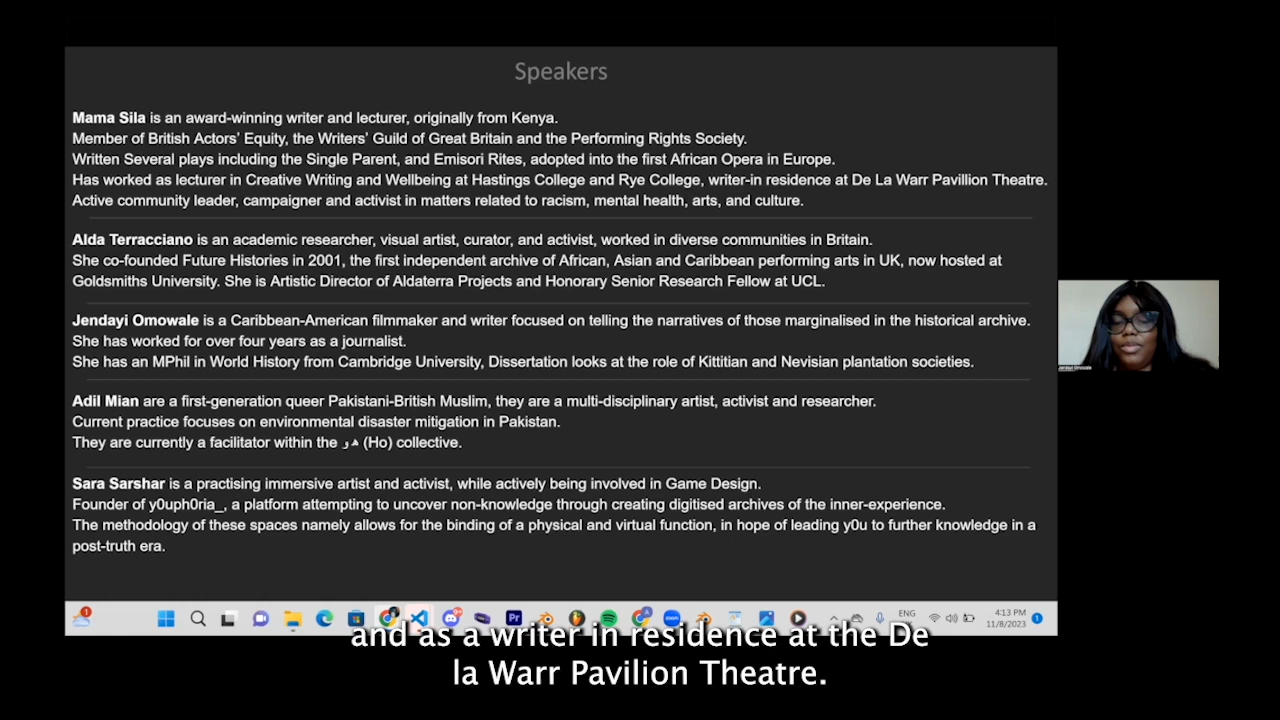 Speakers
Mama Sila is an award-winning writer and lecturer, originally from Kenya.
Member of British Actors' Equity, the Writers' Guild of Great Britain and the Performing Rights Society.
Written Several plays including the Single Parent, and Emisori Rites, adopted into the first African Opera in Europe.
Has worked as lecturer in Creative Writing and Wellbeing at Hastings College and Rye College, writer-in residence at De La Warr Pavillion Theatre.
Active community leader, campaigner and activist in matters related to racism, mental health, arts, and culture.
Alda Terracciano is an academic researcher, visual artist, curator, and activist, worked in diverse communities in Britain.
She co-founded Future Histories in 2001, the first independent archive of African, Asian and Caribbean performing arts in UK, now hosted at
Goldsmiths University. She is Artistic Director of Aldaterra Projects and Honorary Senior Research Fellow at UCL.
Jendayi Omowale is a Caribbean-American filmmaker and writer focused on telling the narratives of those marginalised in the historical archive.
She has worked for over four years as a journalist.
She has an MPhil in World History from Cambridge University, Dissertation looks at the role of Kittitian and Nevisian plantation societies.
Adil Mian are a first-generation queer Pakistani-British Muslim, they are a multi-disciplinary artist, activist and researcher.
Current practice focuses on environmental disaster mitigation in Pakistan.
They are currently a facilitator within the ھو (Ho) collective.
Sara Sarshar is a practising immersive artist and activist, while actively being involved in Game Design.
Founder of y0uph0ria_, a platform attempting to uncover non-knowledge through creating digitised archives of the inner-experience.
The methodology of these spaces namely allows for the binding of a physical and virtual function, in hope of leading y0u to further knowledge in a
post-truth era.
Jendayi Omowale
1
Pr
ENG
4:13 PM
11/8/2023
1
and as a writer in residence at the De
la Warr Pavilion Theatre.